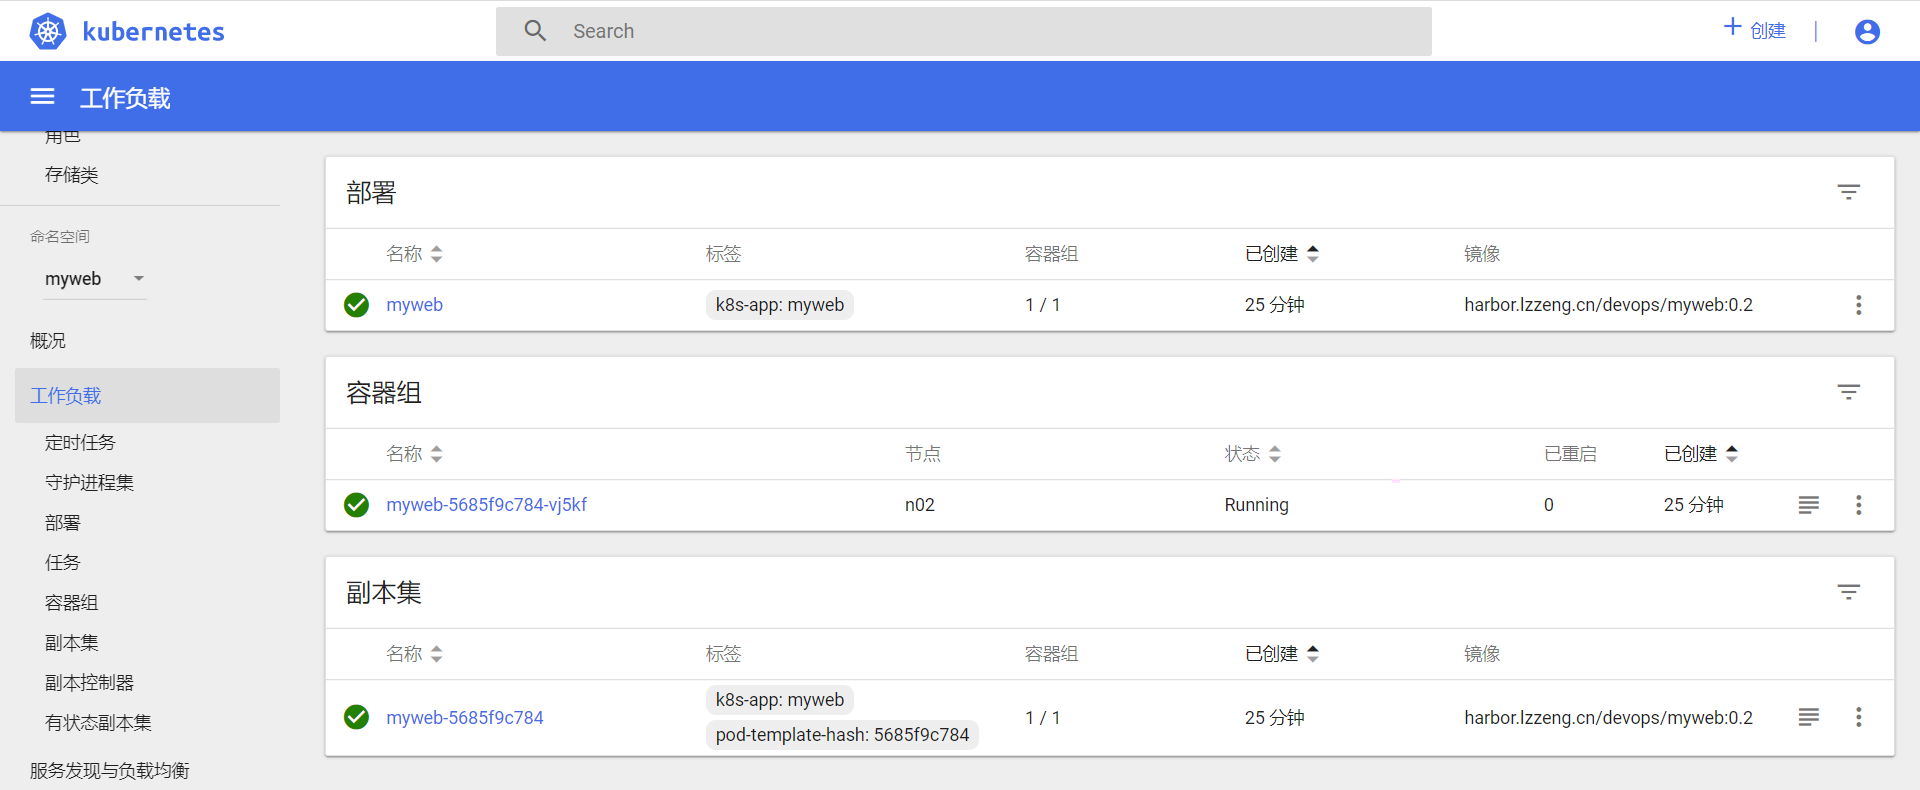 kubernetes
Search
创建
工作负载
角色
存储类
命名空间
myweb
概况
工作负载
定时任务
守护进程集
部署
任务
容器组
副本集
副本控制器
有状态副本集
服务发现与负载均衡
部署
名称 标签 容器组 已创建 镜像
myweb k8s-app: myweb 1 / 1 25 分钟 harbor.lzzeng.cn/devops/myweb:0.2
容器组
名称 节点 状态 已重启 已创建
myweb-5685f9c784-vj5kf n02 Running 0 25 分钟
副本集
名称 标签 容器组 已创建 镜像
myweb-5685f9c784 k8s-app: myweb 1 / 1 25 分钟 harbor.lzzeng.cn/devops/myweb:0.2
pod-template-hash: 5685f9c784